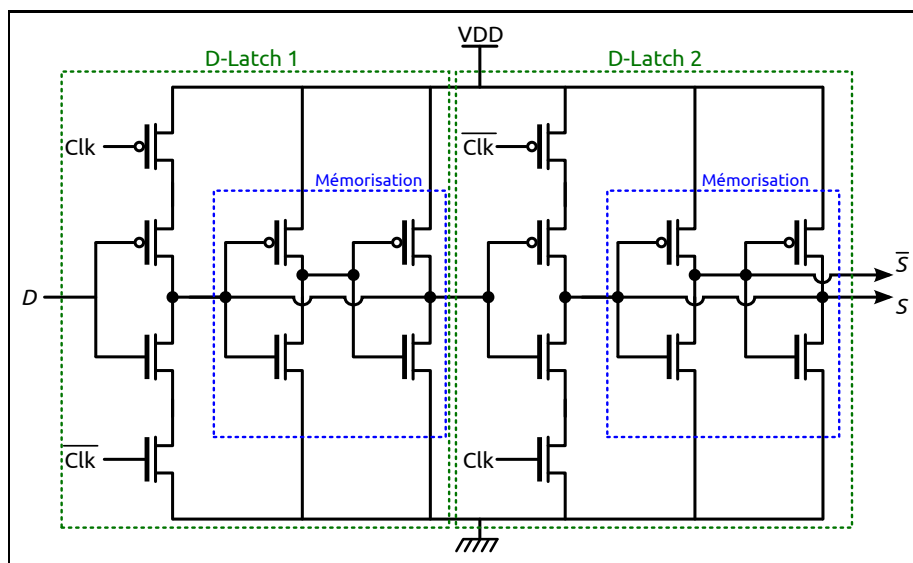 VDD
D-Latch 1
D-Latch 2
Clk
C̅l̅k̅
Mémorisation
Mémorisation
D
S̅
S
C̅l̅k̅
Clk